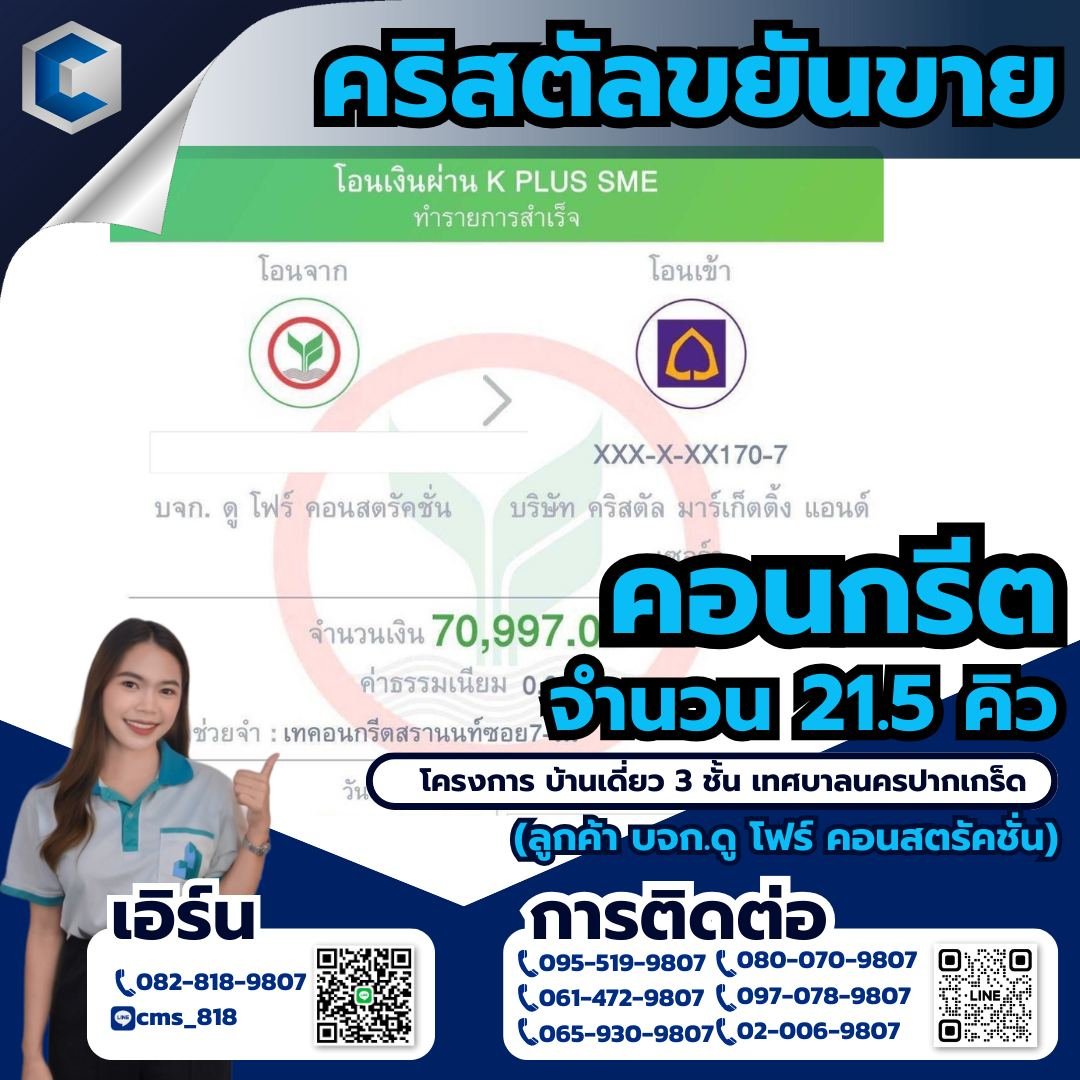 คริสตัลขยันขาย
โอนเงินผ่าน K PLUS SME
ทำรายการสำเร็จ
โอนจาก
โอนเข้า
XXX-X-XX170-7
บจก. ดู โฟร์ คอนสตรัคชั่น
บริษัท คริสตัล มาร์เก็ตติ้ง แอนด์
คอนกรีต
จำนวนเงิน 70,997.0
ค่าธรรมเนียม 0
จำนวน 21.5 คิว
ช่วยจำ : เทคอนกรีตสรานนท์ซอย7-
โครงการ บ้านเดี่ยว 3 ชั้น เทศบาลนครปากเกร็ด
วัน
(ลูกค้า บจก.ดู โฟร์ คอนสตรัคชั่น)
เอิร์น
082-818-9807
cms_818
การติดต่อ
095-519-9807 080-070-9807
061-472-9807 097-078-9807
065-930-9807 02-006-9807
LINE